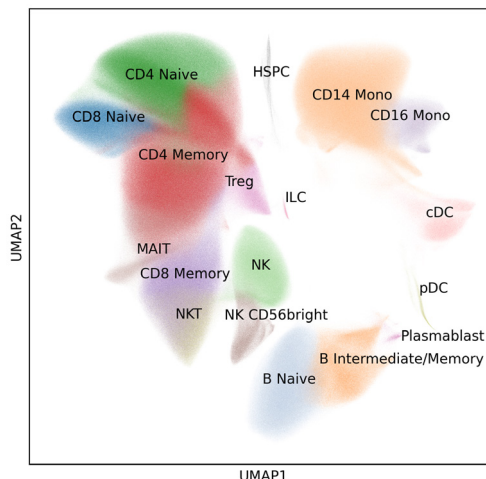 HSPC
CD4 Naive
CD14 Mono
CD8 Naive
CD16 Mono
CD4 Memory
Treg
ILC
cDC
UMAP2
MAIT
NK
CD8 Memory
pDC
NKT
NK CD56bright
Plasmablast
B Intermediate/Memory
B Naive
UMAP1